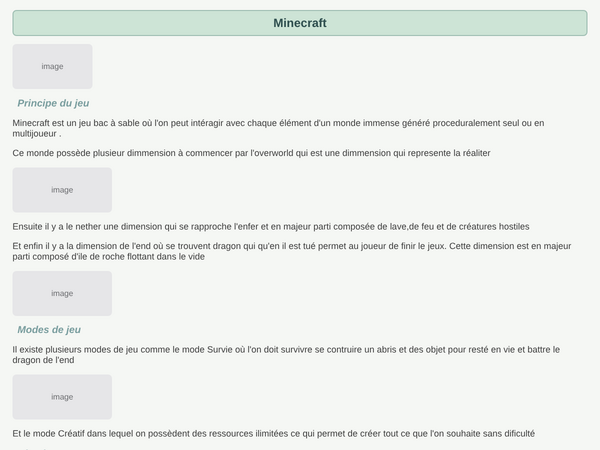 Minecraft
image
Principe du jeu
Minecraft est un jeu bac à sable où l'on peut intéragir avec chaque élément d'un monde immense généré proceduralement seul ou en
multijoueur .
Ce monde possède plusieur dimmension à commencer par l'overworld qui est une dimmension qui represente la réaliter
image
Ensuite il y a le nether une dimension qui se rapproche l'enfer et en majeur parti composée de lave,de feu et de créatures hostiles
Et enfin il y a la dimension de l'end où se trouvent dragon qui qu'en il est tué permet au joueur de finir le jeux. Cette dimension est en majeur
parti composé d'ile de roche flottant dans le vide
image
Modes de jeu
Il existe plusieurs modes de jeu comme le mode Survie où l'on doit survivre se contruire un abris et des objet pour resté en vie et battre le
dragon de l'end
image
Et le mode Créatif dans lequel on possèdent des ressources ilimitées ce qui permet de créer tout ce que l'on souhaite sans dificulté